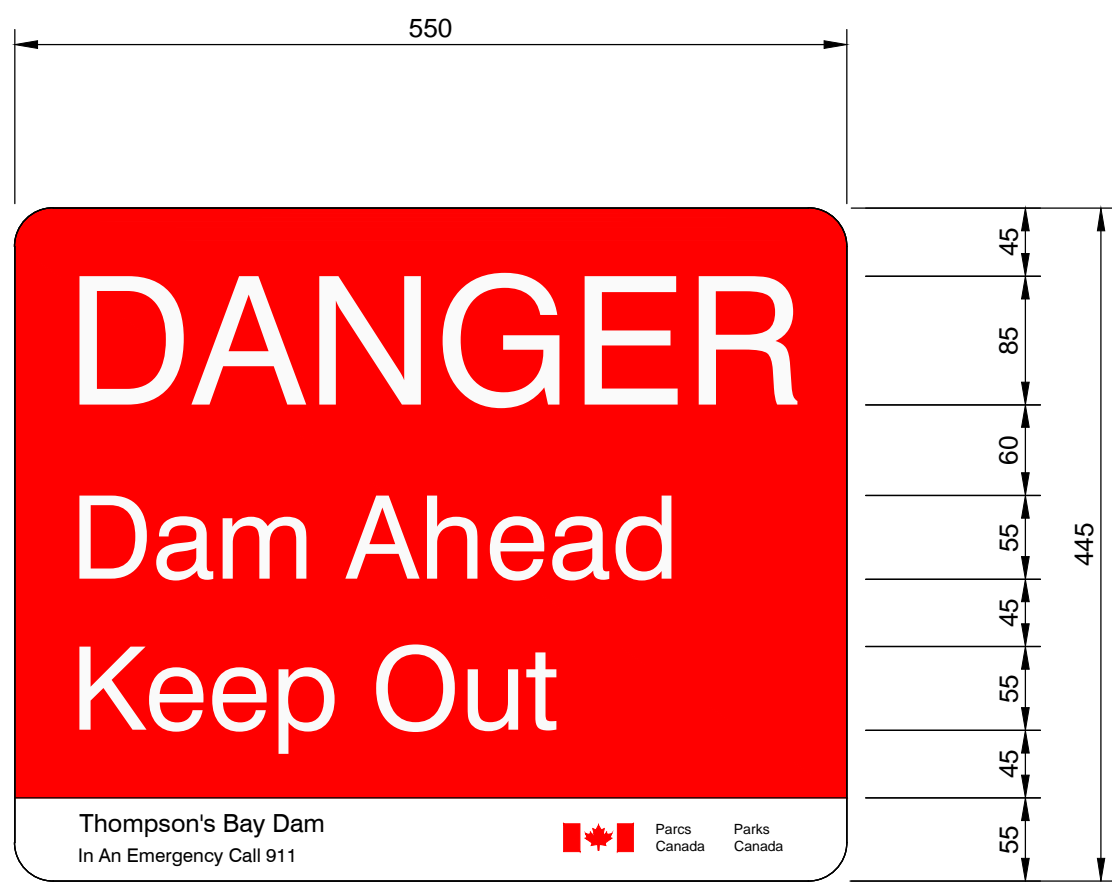 550
DANGER
45
85
60
Dam Ahead
55
445
45
Keep Out
55
45
Thompson's Bay Dam
In An Emergency Call 911
Parcs Canada
Parks Canada
55